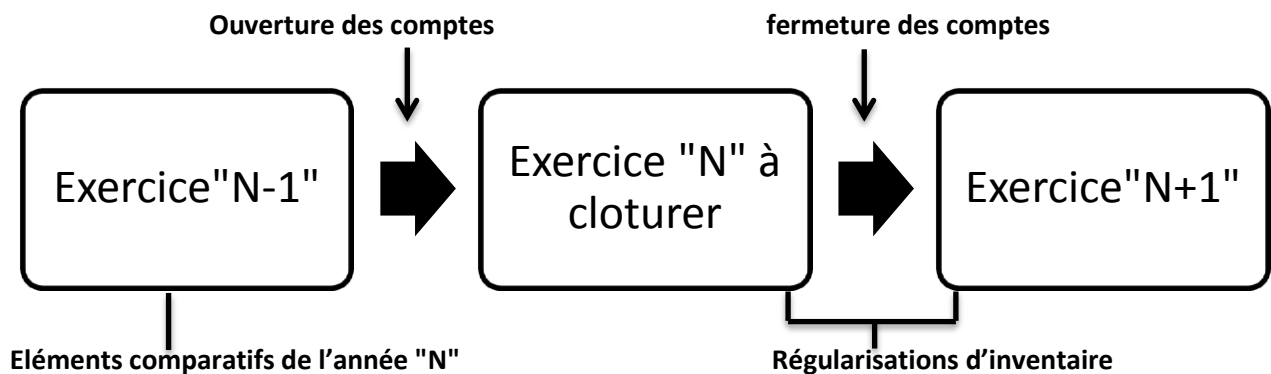 Ouverture des comptes
fermeture des comptes
Exercice"N-1"
Exercice "N" à
cloturer
Exercice"N+1"
Eléments comparatifs de l’année "N"
Régularisations d’inventaire